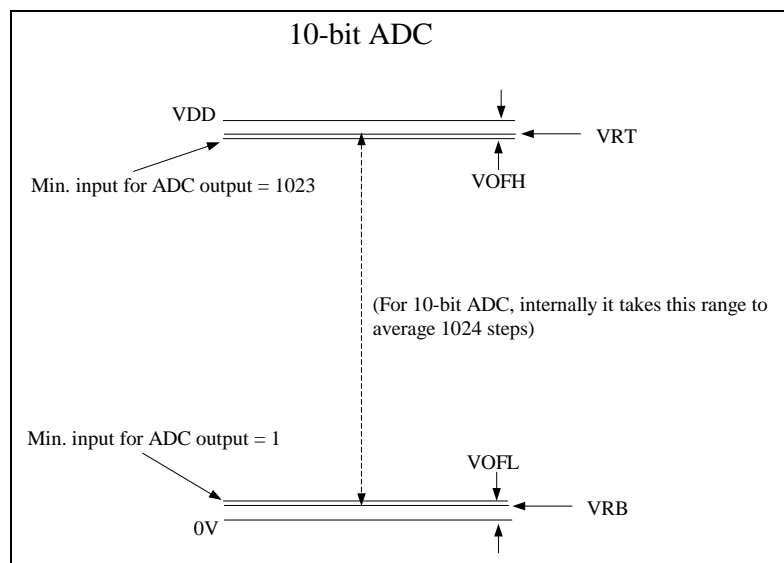 10-bit ADC
VDD
VRT
Min. input for ADC output = 1023
VOFH
(For 10-bit ADC, internally it takes this range to
average 1024 steps)
Min. input for ADC output = 1
VOFL
VRB
0V